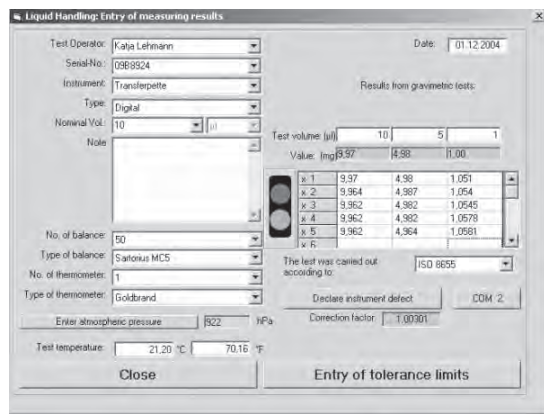 Liquid Handling: Entry of measuring results
Test Operator: Katja Lehmann
Date: 01.12.2004
Serial-No.: 09B8924
Instrument: Transferpette
Results from gravimetric tests:
Type: Digital
Nominal Vol.: 10 µl
Note
Test volume: (µl) 10 5 1
Value: (mg) 9,97 4,98 1,00
x 1 9,97 4,98 1,051
x 2 9,964 4,987 1,054
x 3 9,962 4,982 1,0545
x 4 9,962 4,982 1,0578
x 5 9,962 4,964 1,0581
x 6
No. of balance: 50
Type of balance: Sartorius MC5
The test was carried out
according to: ISO 8655
No. of thermometer: 1
Type of thermometer: Goldbrand
Declare instrument defect COM 2
Enter atmospheric pressure 922 hPa
Correction factor: 1.00301
Test temperature: 21,20 °C 70,16 °F
Close
Entry of tolerance limits